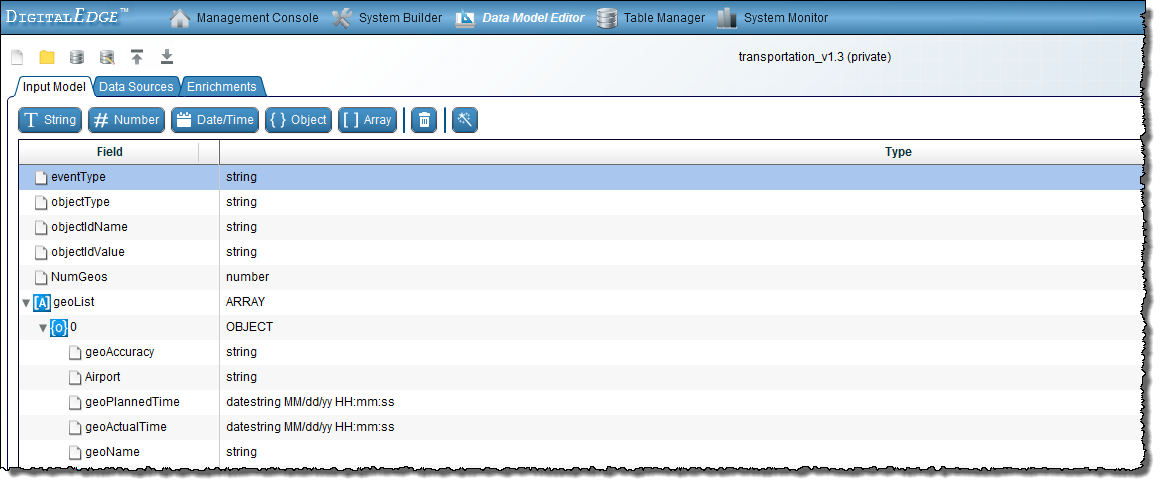 DIGITALEDGE™ Management Console System Builder Data Model Editor Table Manager System Monitor
transportation_v1.3 (private)
Input Model Data Sources Enrichments
T String # Number Date/Time { } Object [ ] Array
Field Type
eventType string
objectType string
objectIdName string
objectIdValue string
NumGeos number
[A] geoList ARRAY
{o} 0 OBJECT
geoAccuracy string
Airport string
geoPlannedTime datestring MM/dd/yy HH:mm:ss
geoActualTime datestring MM/dd/yy HH:mm:ss
geoName string